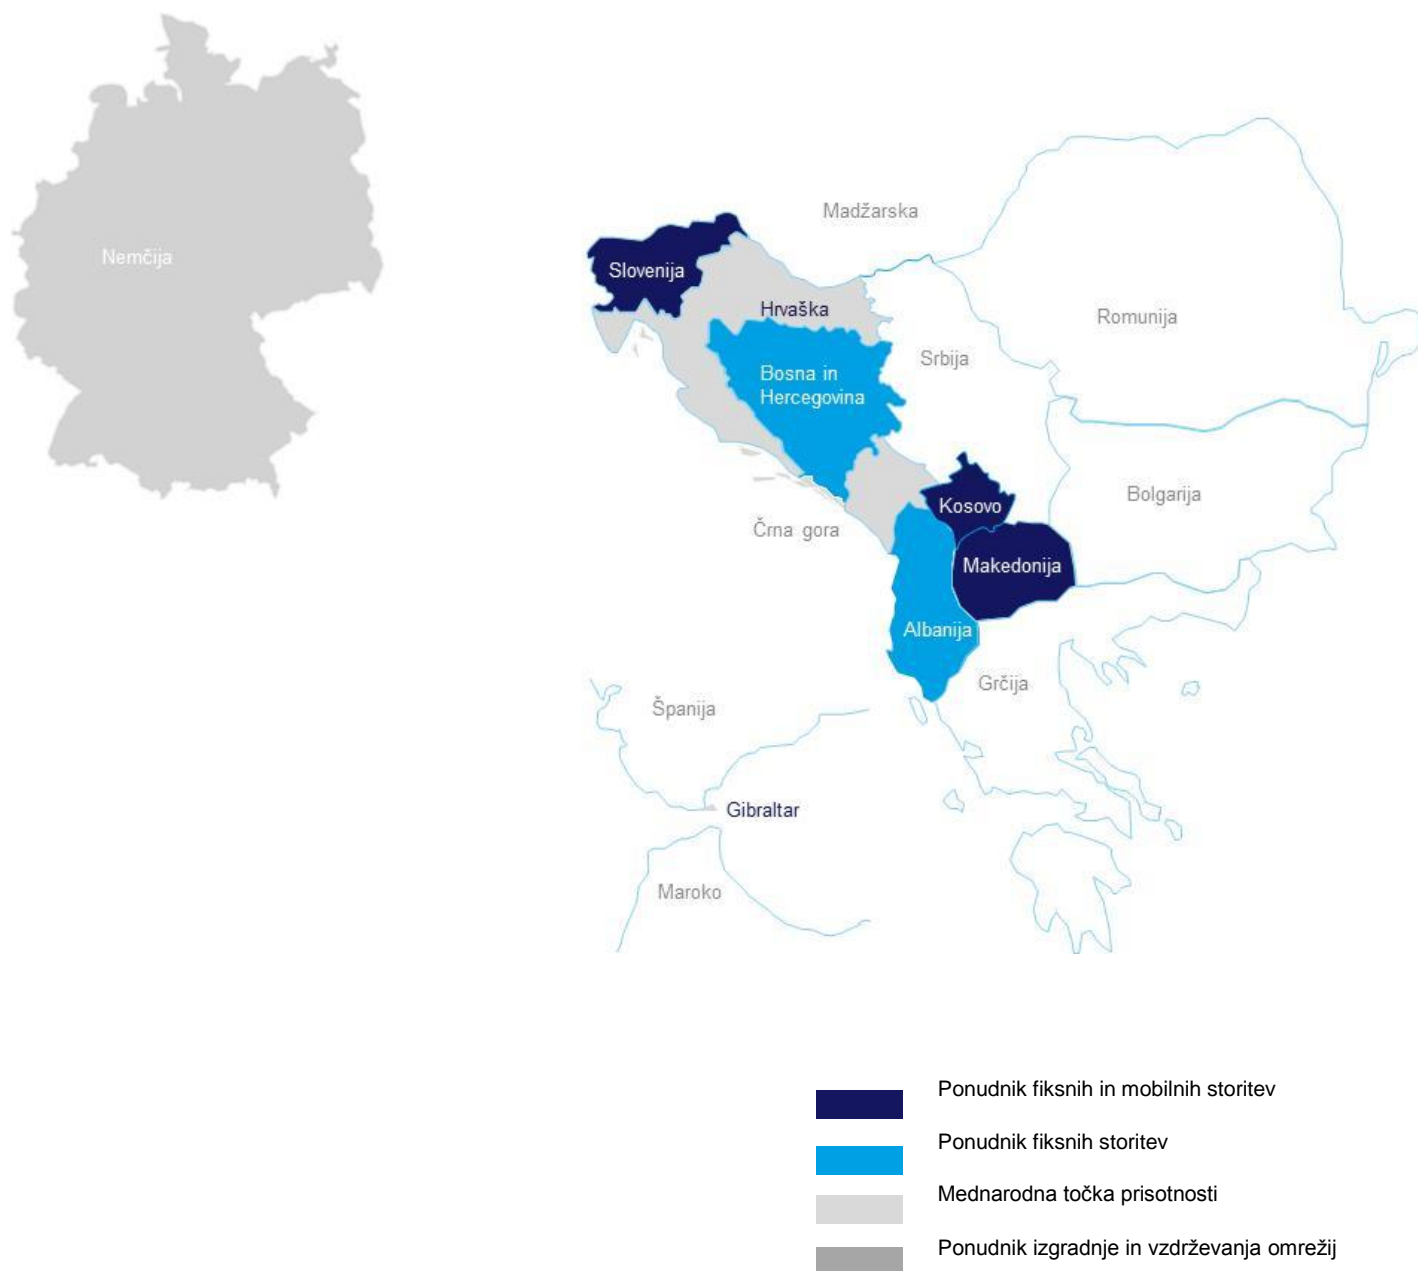 Nemčija
Madžarska
Slovenija
Hrvaška
Romunija
Srbija
Bosna in
Hercegovina
Bolgarija
Kosovo
Črna gora
Makedonija
Albanija
Grčija
Španija
Gibraltar
Maroko
Ponudnik fiksnih in mobilnih storitev
Ponudnik fiksnih storitev
Mednarodna točka prisotnosti
Ponudnik izgradnje in vzdrževanja omrežij